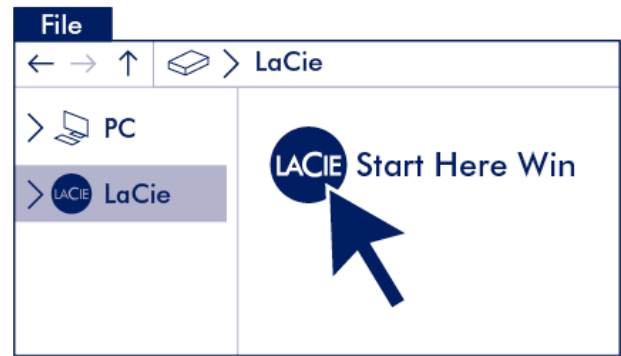 File
LaCie
PC
LACIE LaCie
LACIE Start Here Win